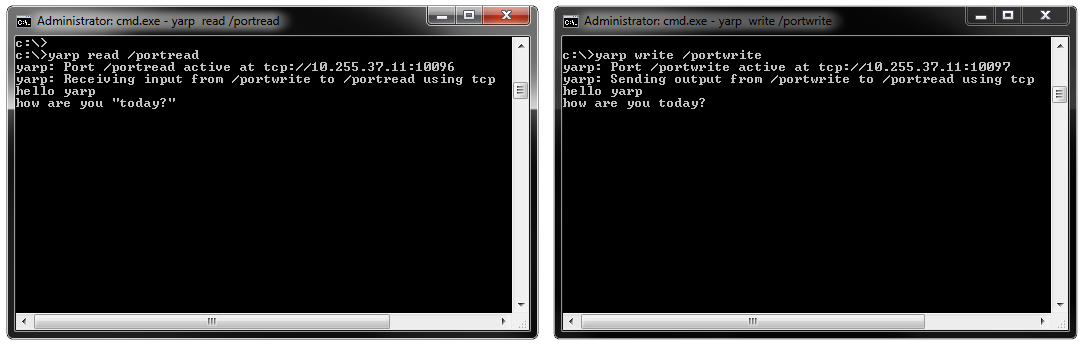 Administrator: cmd.exe - yarp  read /portread
c:\>
c:\>yarp read /portread
yarp: Port /portread active at tcp://10.255.37.11:10096
yarp: Receiving input from /portwrite to /portread using tcp
hello yarp
how are you "today?"
Administrator: cmd.exe - yarp  write /portwrite
c:\>yarp write /portwrite
yarp: Port /portwrite active at tcp://10.255.37.11:10097
yarp: Sending output from /portwrite to /portread using tcp
hello yarp
how are you today?